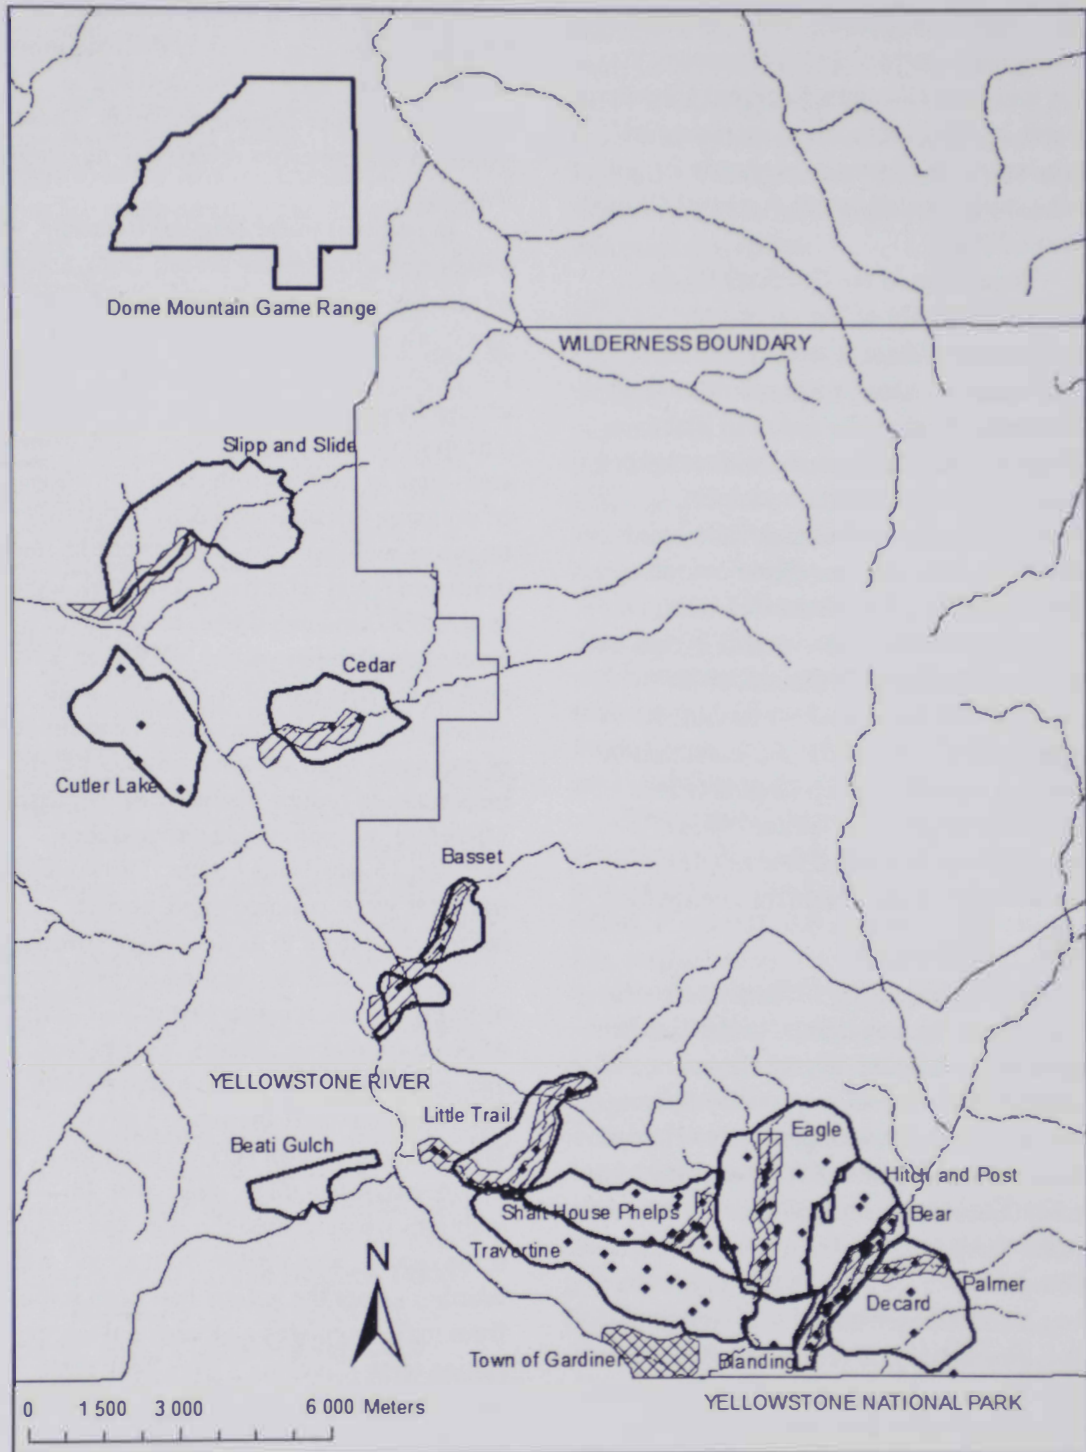 Dome Mountain Game Range
WILDERNESS BOUNDARY
Slipp and Slide
Cedar
Cutler Lake
Basset
YELLOWSTONE RIVER
Little Trail
Beati Gulch
Eagle
Hitch and Post
Shaft House Phelps
Bear
Travertine
N
Palmer
Decard
Town of Gardiner
Blanding
YELLOWSTONE NATIONAL PARK
0 1 500 3 000 6 000 Meters